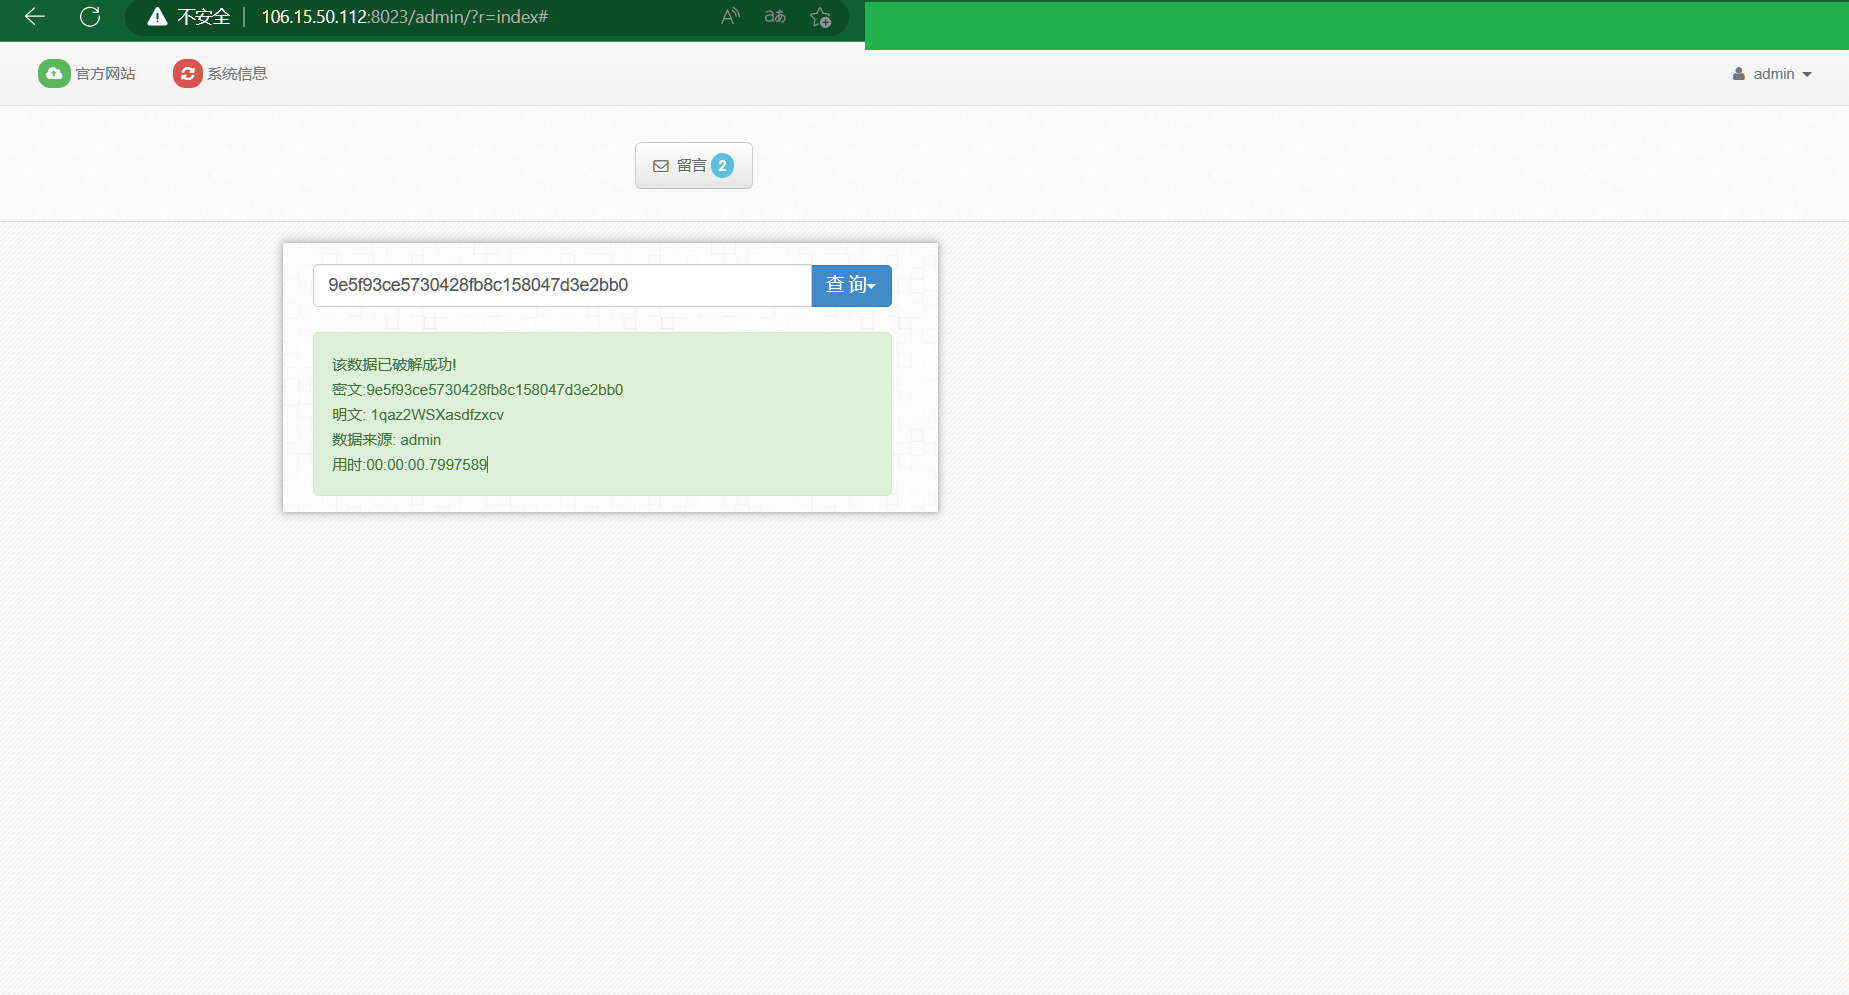 不安全 | 106.15.50.112:8023/admin/?r=index# A aあ
官方网站 系统信息 admin
留言 2
9e5f93ce5730428fb8c158047d3e2bb0 查 询
该数据已破解成功!
密文:9e5f93ce5730428fb8c158047d3e2bb0
明文: 1qaz2WSXasdfzxcv
数据来源: admin
用时:00:00:00.7997589